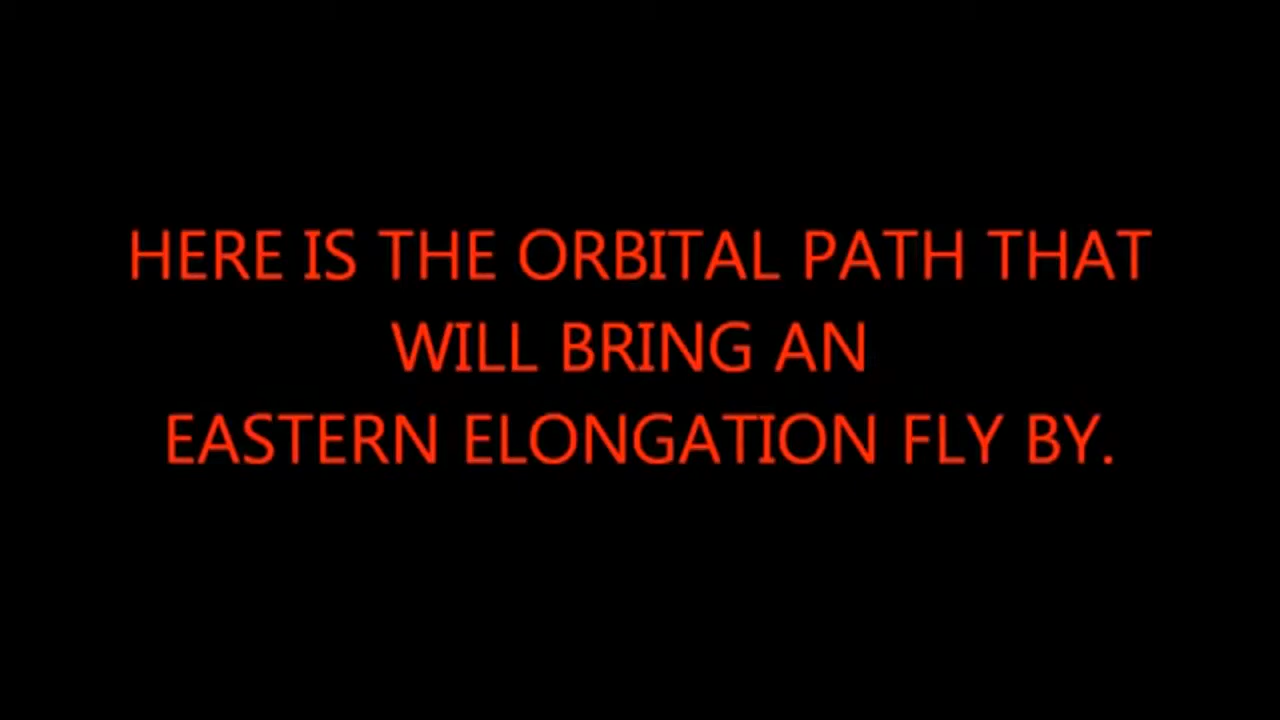 HERE IS THE ORBITAL PATH THAT
WILL BRING AN
EASTERN ELONGATION FLY BY.